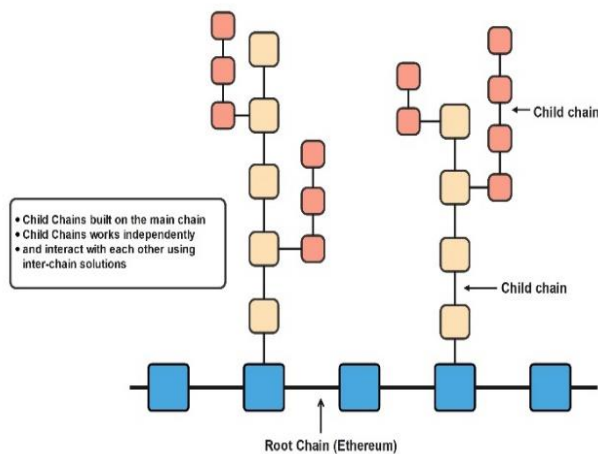 Child chain
• Child Chains built on the main chain
• Child Chains works independently
• and interact with each other using
inter-chain solutions
Child chain
Root Chain (Ethereum)